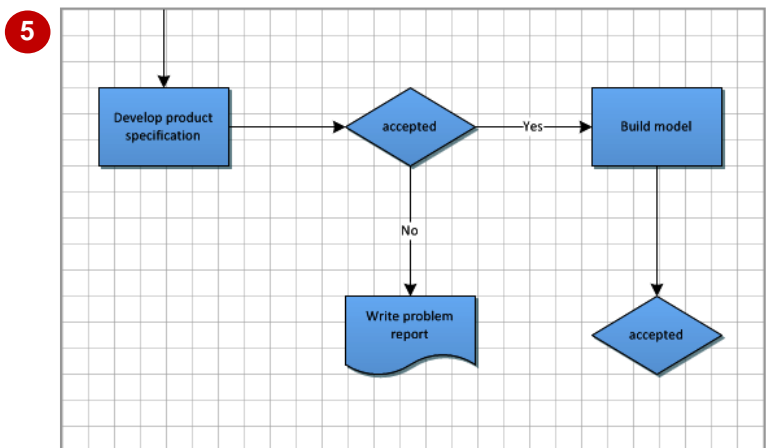 5
Develop product
specification
accepted
Yes
Build model
No
Write problem
report
accepted